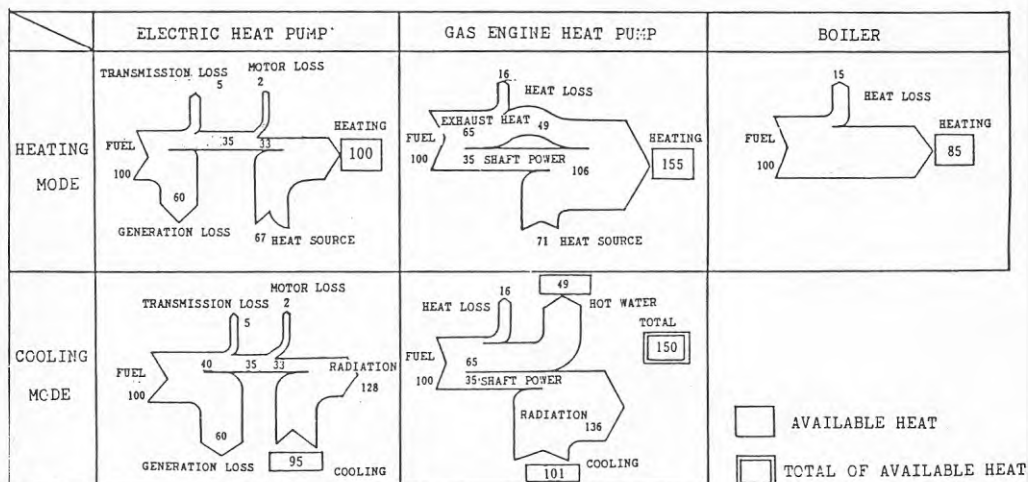 ELECTRIC HEAT PUMP
GAS ENGINE HEAT PUMP
BOILER
HEATING
MODE
TRANSMISSION LOSS
5
MOTOR LOSS
2
FUEL
100
35
33
HEATING
100
60
GENERATION LOSS
67 HEAT SOURCE
16
HEAT LOSS
EXHAUST HEAT
65
49
FUEL
100
35 SHAFT POWER
106
HEATING
155
71 HEAT SOURCE
15
HEAT LOSS
FUEL
100
HEATING
85
COOLING
MODE
MOTOR LOSS
TRANSMISSION LOSS
2
5
40
35
33
FUEL
100
RADIATION
128
60
GENERATION LOSS
95
COOLING
16
49
HEAT LOSS
HOT WATER
TOTAL
150
FUEL
100
65
35 SHAFT POWER
RADIATION
136
COOLING
101
AVAILABLE HEAT
TOTAL OF AVAILABLE HEAT